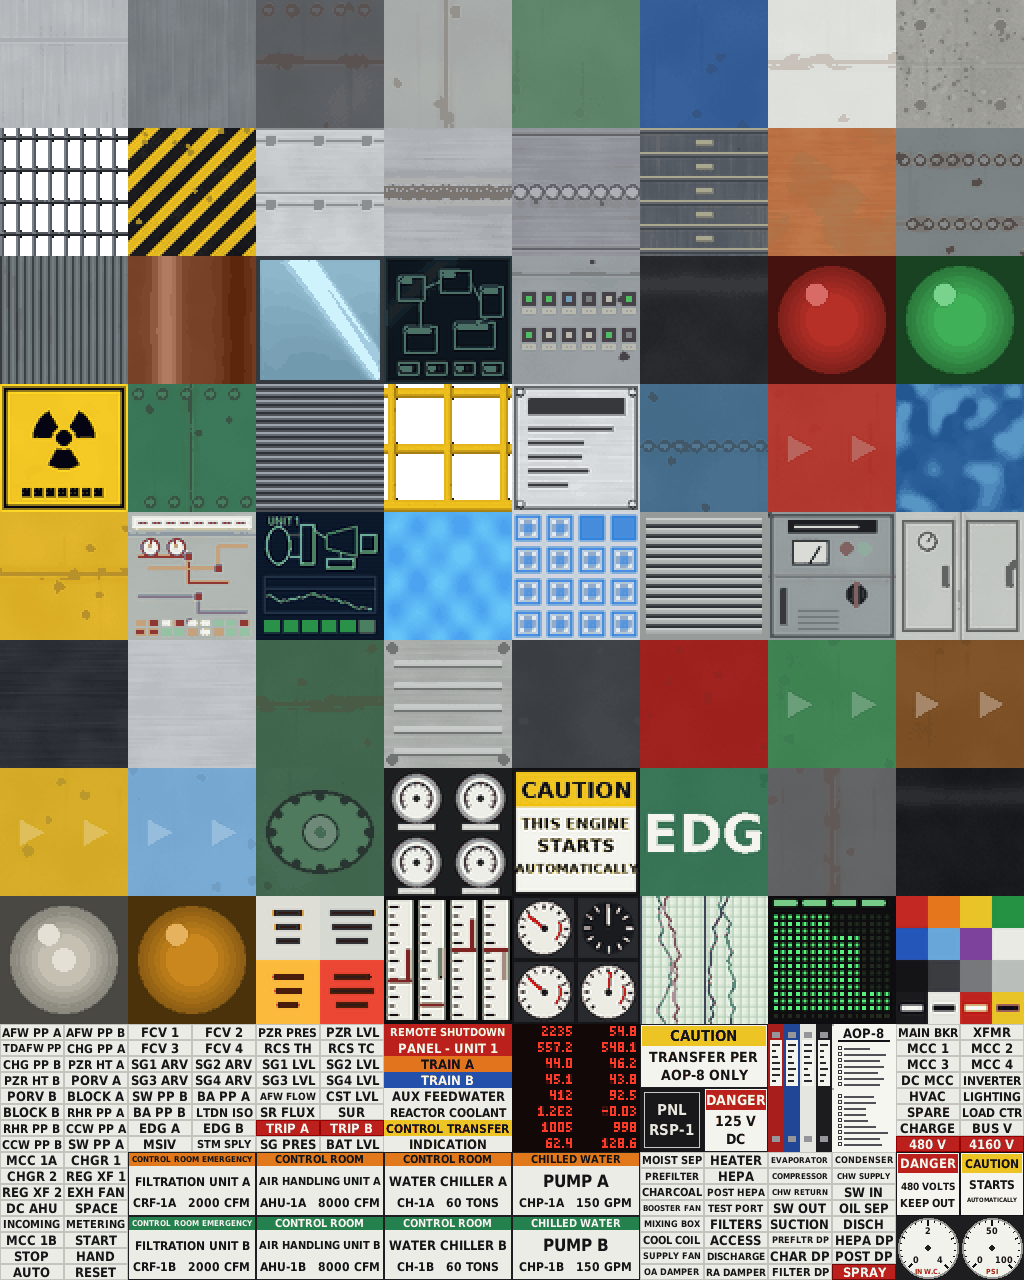 UNIT 1
CAUTION
THIS ENGINE
STARTS
AUTOMATICALLY
EDG
AFW PP A AFW PP B FCV 1 FCV 2 PZR PRES PZR LVL REMOTE SHUTDOWN 2235 54.0 CAUTION AOP-8 MAIN BKR XFMR
TDAFW PP CHG PP A FCV 3 FCV 4 RCS TH RCS TC PANEL - UNIT 1 557.2 548.1 TRANSFER PER MCC 1 MCC 2
CHG PP B PZR HT A SG1 ARV SG2 ARV SG1 LVL SG2 LVL TRAIN A 44.0 46.2 AOP-8 ONLY MCC 3 MCC 4
PZR HT B PORV A SG3 ARV SG4 ARV SG3 LVL SG4 LVL TRAIN B 45.1 43.8 DC MCC INVERTER
PORV B BLOCK A SW PP B BA PP A AFW FLOW CST LVL AUX FEEDWATER 412 92.5 DANGER HVAC LIGHTING
BLOCK B RHR PP A BA PP B LTDN ISO SR FLUX SUR REACTOR COOLANT 1.2E2 -0.03 PNL 125 V SPARE LOAD CTR
RHR PP B CCW PP A EDG A EDG B TRIP A TRIP B CONTROL TRANSFER 1005 998 RSP-1 DC CHARGE BUS V
CCW PP B SW PP A MSIV STM SPLY SG PRES BAT LVL INDICATION 62.4 128.6 480 V 4160 V
MCC 1A CHGR 1 CONTROL ROOM EMERGENCY CONTROL ROOM CONTROL ROOM CHILLED WATER MOIST SEP HEATER EVAPORATOR CONDENSER DANGER CAUTION
CHGR 2 REG XF 1 FILTRATION UNIT A AIR HANDLING UNIT A WATER CHILLER A PUMP A PREFILTER HEPA COMPRESSOR CHW SUPPLY 480 VOLTS STARTS
REG XF 2 EXH FAN CRF-1A 2000 CFM AHU-1A 8000 CFM CH-1A 60 TONS CHP-1A 150 GPM CHARCOAL POST HEPA CHW RETURN SW IN KEEP OUT AUTOMATICALLY
DC AHU SPACE BOOSTER FAN TEST PORT SW OUT OIL SEP
INCOMING METERING CONTROL ROOM EMERGENCY CONTROL ROOM CONTROL ROOM CHILLED WATER MIXING BOX FILTERS SUCTION DISCH 2 50
MCC 1B START FILTRATION UNIT B AIR HANDLING UNIT B WATER CHILLER B PUMP B COOL COIL ACCESS PREFLTR DP HEPA DP
STOP HAND CRF-1B 2000 CFM AHU-1B 8000 CFM CH-1B 60 TONS CHP-1B 150 GPM SUPPLY FAN DISCHARGE CHAR DP POST DP 0 4 0 100
AUTO RESET OA DAMPER RA DAMPER FILTER DP SPRAY IN W.C. PSI